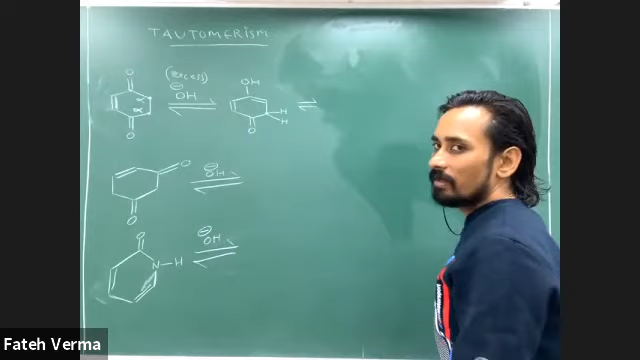 TAUTOMERISM
O
(excess)
⊖OH
OH
O
H
H
O
O
⊖OH
O
O
⊖OH
N-H
Fateh Verma